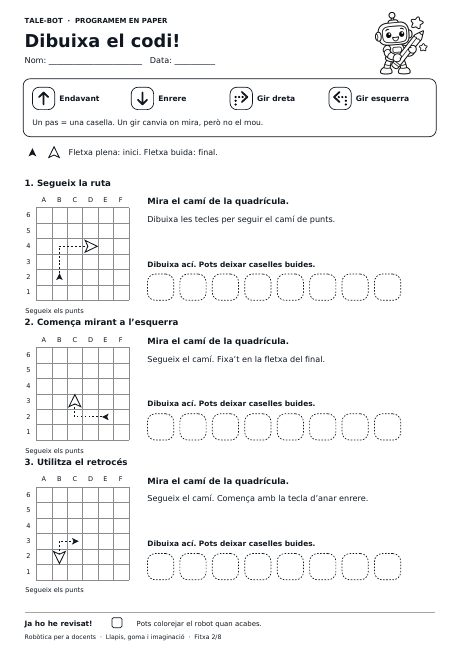 TALE-BOT · PROGRAMEM EN PAPER
Dibuixa el codi!
Nom: ______________________ Data: __________
Endavant Enrere Gir dreta Gir esquerra
Un pas = una casella. Un gir canvia on mira, però no el mou.
Fletxa plena: inici. Fletxa buida: final.
1. Segueix la ruta
A B C D E F
6
5
4
3
2
1
Segueix els punts
Mira el camí de la quadrícula.
Dibuixa les tecles per seguir el camí de punts.
Dibuixa ací. Pots deixar caselles buides.
2. Comença mirant a l’esquerra
A B C D E F
6
5
4
3
2
1
Segueix els punts
Mira el camí de la quadrícula.
Segueix el camí. Fixa’t en la fletxa del final.
Dibuixa ací. Pots deixar caselles buides.
3. Utilitza el retrocés
A B C D E F
6
5
4
3
2
1
Segueix els punts
Mira el camí de la quadrícula.
Segueix el camí. Comença amb la tecla d’anar enrere.
Dibuixa ací. Pots deixar caselles buides.
Ja ho he revisat! Pots colorejar el robot quan acabes.
Robòtica per a docents · Llapis, goma i imaginació · Fitxa 2/8